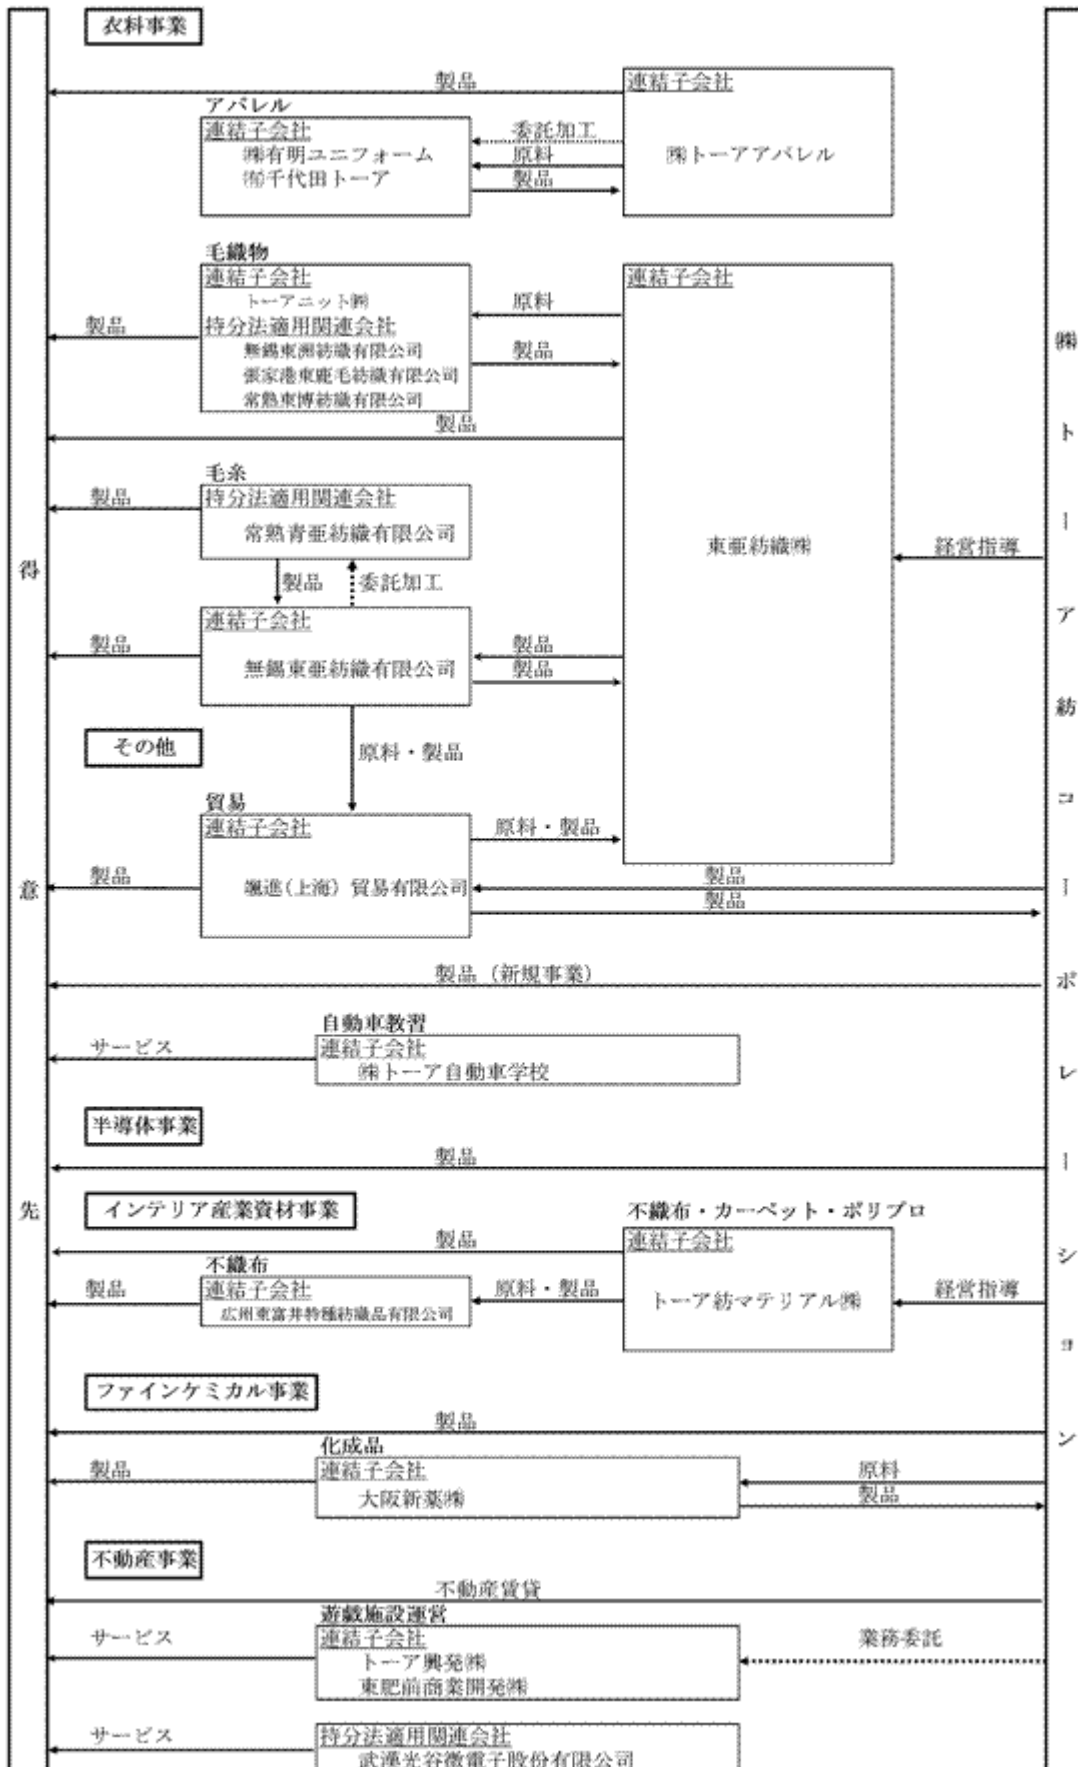 衣料事業
製品
連結子会社
㈱トーアアパレル
アパレル
連結子会社
㈱有明ユニフォーム
㈲千代田トーア
委託加工
原料
製品
毛織物
連結子会社
トーアニット㈱
持分法適用関連会社
無錫東洲紡織有限公司
張家港東鹿毛紡織有限公司
常熟東博紡織有限公司
製品
原料
製品
連結子会社
東亜紡織㈱
経営指導
製品
毛糸
持分法適用関連会社
常熟青亜紡織有限公司
製品
製品
委託加工
連結子会社
無錫東亜紡織有限公司
製品
製品
製品
その他
原料・製品
貿易
連結子会社
颯進(上海) 貿易有限公司
原料・製品
製品
製品
製品
製品 (新規事業)
自動車教習
連結子会社
㈱トーア自動車学校
サービス
半導体事業
製品
インテリア産業資材事業
不織布・カーペット・ポリプロ
連結子会社
トーア紡マテリアル㈱
製品
不織布
連結子会社
広州東富井特種紡織品有限公司
製品
原料・製品
経営指導
ファインケミカル事業
製品
化成品
連結子会社
大阪新薬㈱
製品
原料
製品
不動産事業
不動産賃貸
遊戯施設運営
連結子会社
トーア興発㈱
東肥前商業開発㈱
サービス
業務委託
サービス
持分法適用関連会社
武漢光谷微電子股份有限公司
得意先
㈱トーア紡コーポレーション